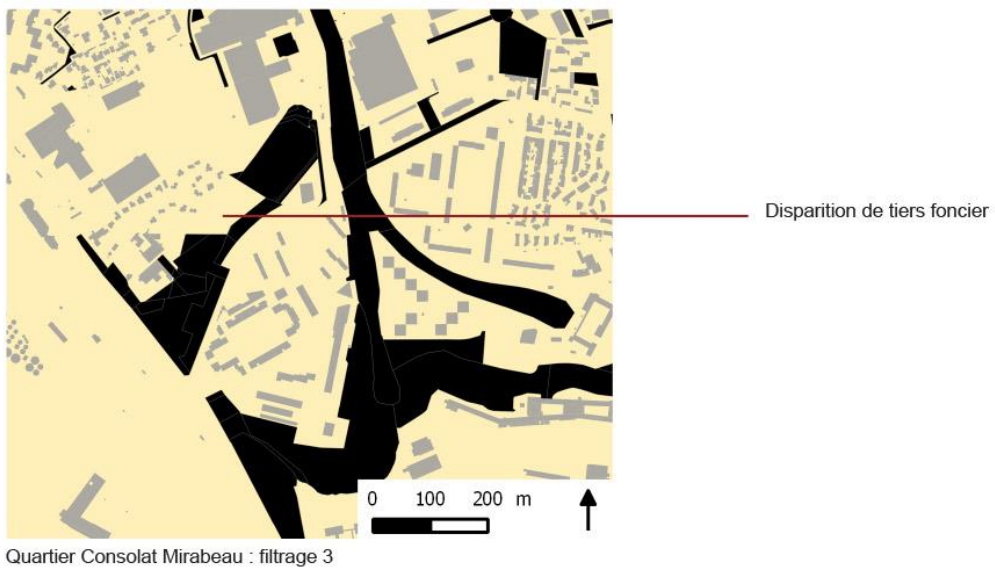 Disparition de tiers foncier
0 100 200 m
Quartier Consolat Mirabeau : filtrage 3